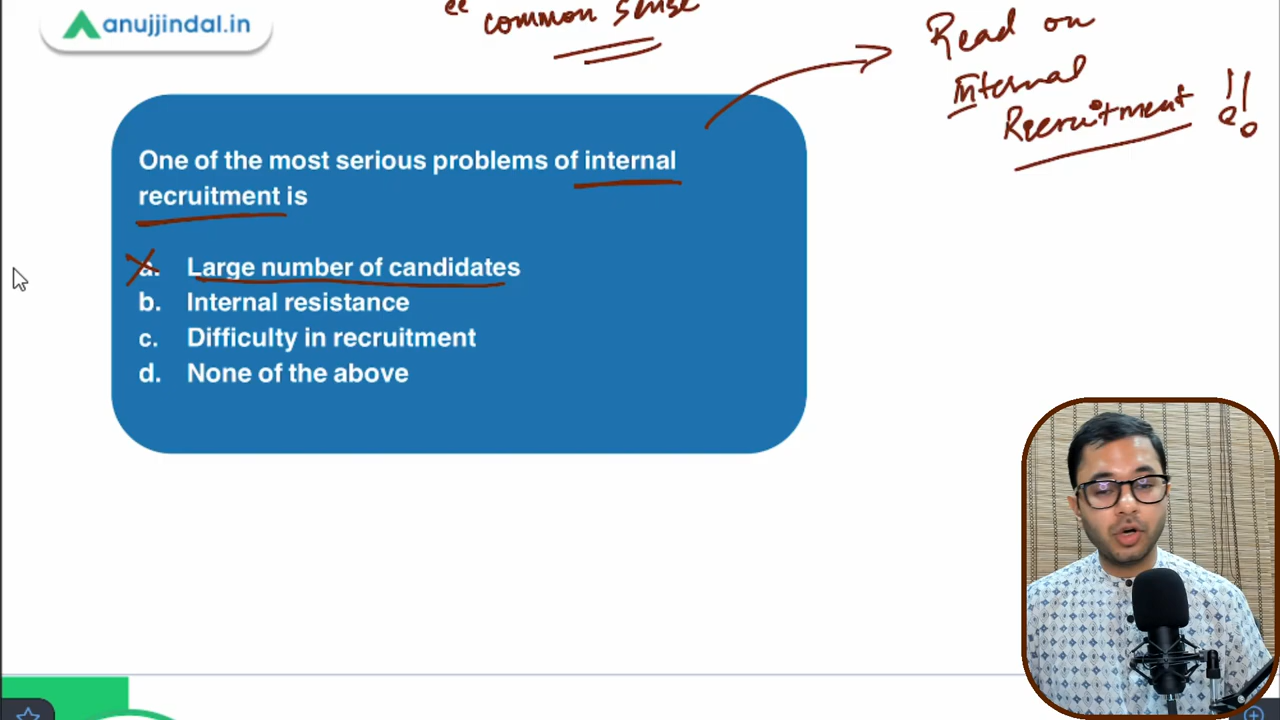 anujjindal.in
“ common sense
Read on
Internal
Recruitment !!
One of the most serious problems of internal
recruitment is
a. Large number of candidates
b. Internal resistance
c. Difficulty in recruitment
d. None of the above